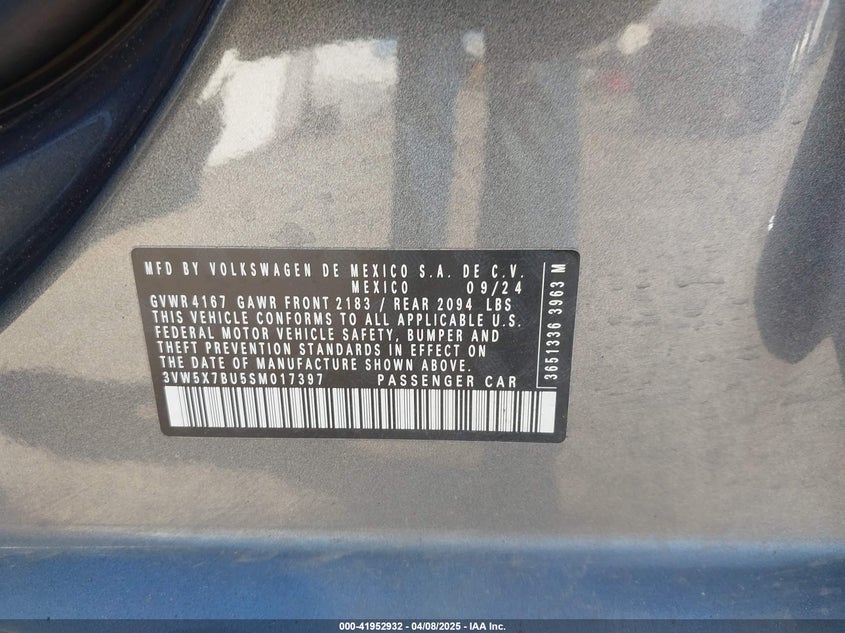 MFD BY VOLKSWAGEN DE MEXICO S.A. DE C.V.
MEXICO 09/24
GVWR 4167 GAWR FRONT 2183 / REAR 2094 LBS
THIS VEHICLE CONFORMS TO ALL APPLICABLE U.S.
FEDERAL MOTOR VEHICLE SAFETY, BUMPER AND
THEFT PREVENTION STANDARDS IN EFFECT ON
THE DATE OF MANUFACTURE SHOWN ABOVE.
3VW5X7BU5SM017397 PASSENGER CAR
3651336 3963 M
000-41952932 | 04/08/2025 - IAA Inc.